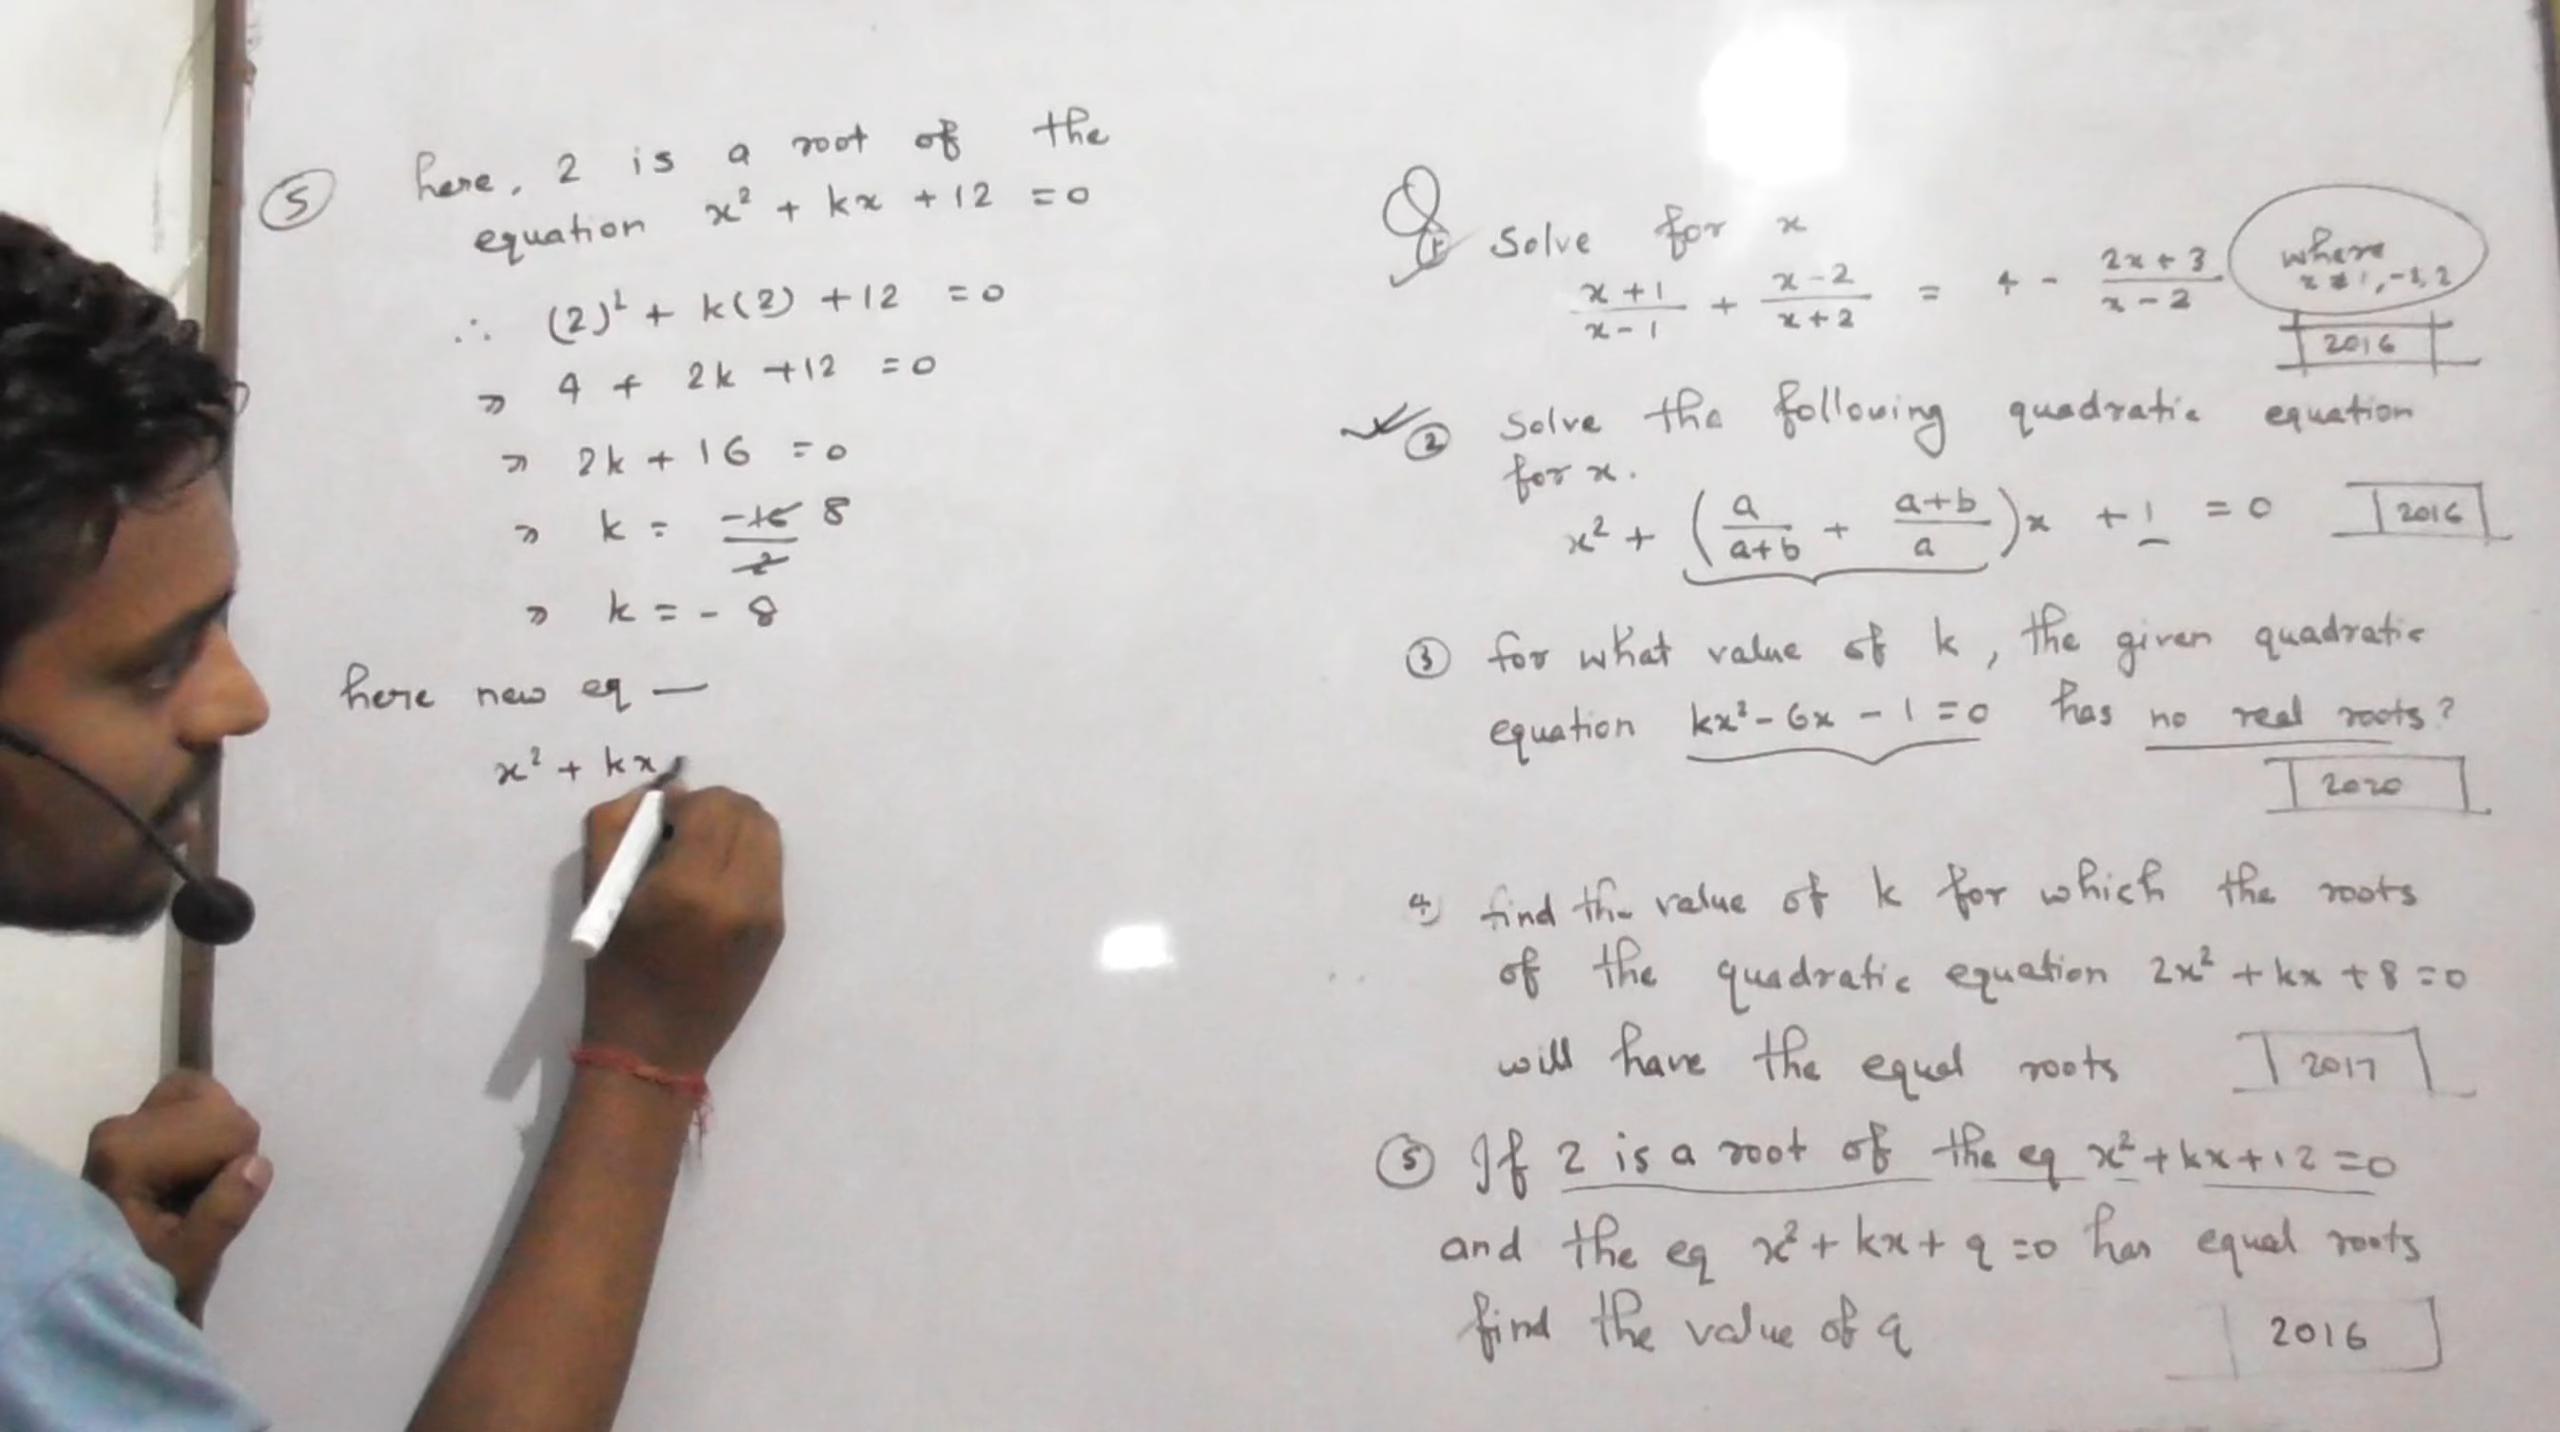 ⑤ here, 2 is a root of the
equation x² + kx + 12 = 0
∴ (2)² + k(2) + 12 = 0
⇒ 4 + 2k + 12 = 0
⇒ 2k + 16 = 0
⇒ k = -16/2 8
⇒ k = - 8
here new eq —
x² + kx
Q
① Solve for x
(x+1)/(x-1) + (x-2)/(x+2) = 4 - (2x+3)/(x-2) where x ≠ 1, -2, 2
2016
② Solve the following quadratic equation
for x.
x² + (a/(a+b) + (a+b)/a)x + 1 = 0 2016
③ for what value of k, the given quadratic
equation kx² - 6x - 1 = 0 has no real roots?
2020
4) find the value of k for which the roots
of the quadratic equation 2x² + kx + 8 = 0
will have the equal roots 2017
⑤ If 2 is a root of the eq x² + kx + 12 = 0
and the eq x² + kx + q = 0 has equal roots
find the value of q 2016